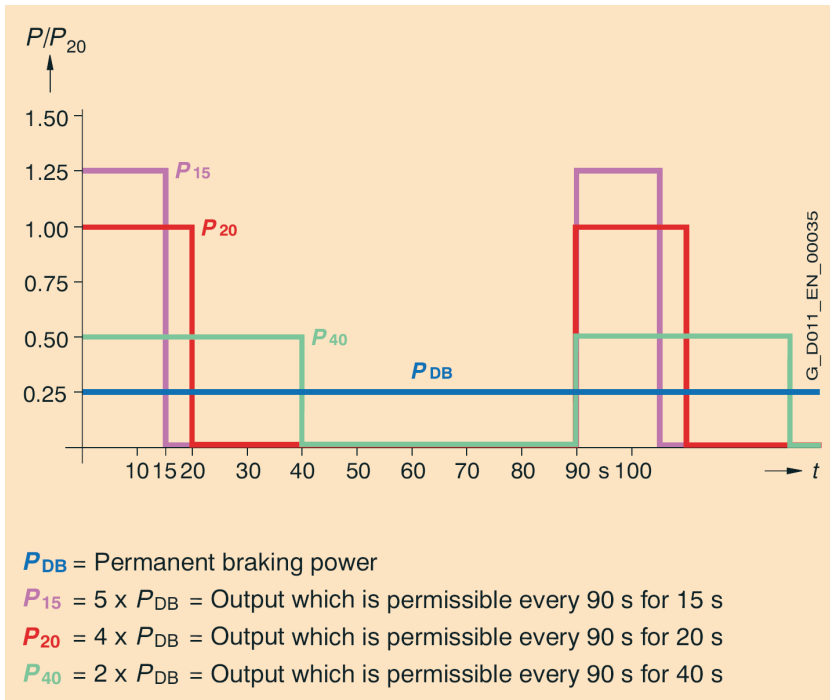 P/P20
1.50
1.25
P15
1.00
P20
0.75
0.50
P40
PDB
0.25
10 15 20 30 40 50 60 70 80 90 s 100 t
G_D011_EN_00035
PDB = Permanent braking power
P15 = 5 x PDB = Output which is permissible every 90 s for 15 s
P20 = 4 x PDB = Output which is permissible every 90 s for 20 s
P40 = 2 x PDB = Output which is permissible every 90 s for 40 s